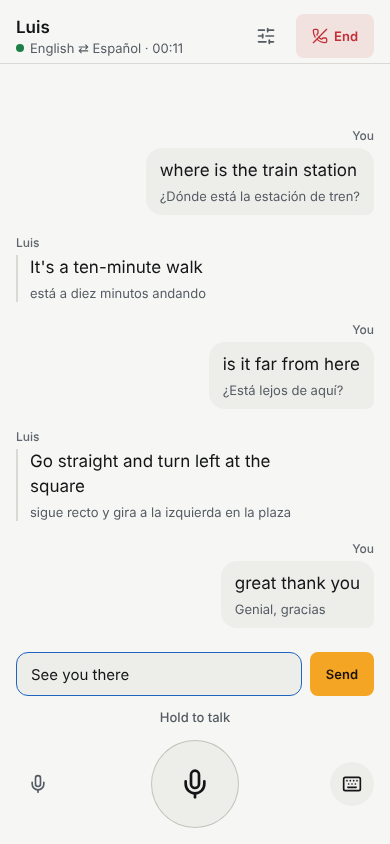 Luis
End
English ⇄ Español · 00:11
You
where is the train station
¿Dónde está la estación de tren?
Luis
It's a ten-minute walk
está a diez minutos andando
You
is it far from here
¿Está lejos de aquí?
Luis
Go straight and turn left at the
square
sigue recto y gira a la izquierda en la plaza
You
great thank you
Genial, gracias
See you there
Send
Hold to talk